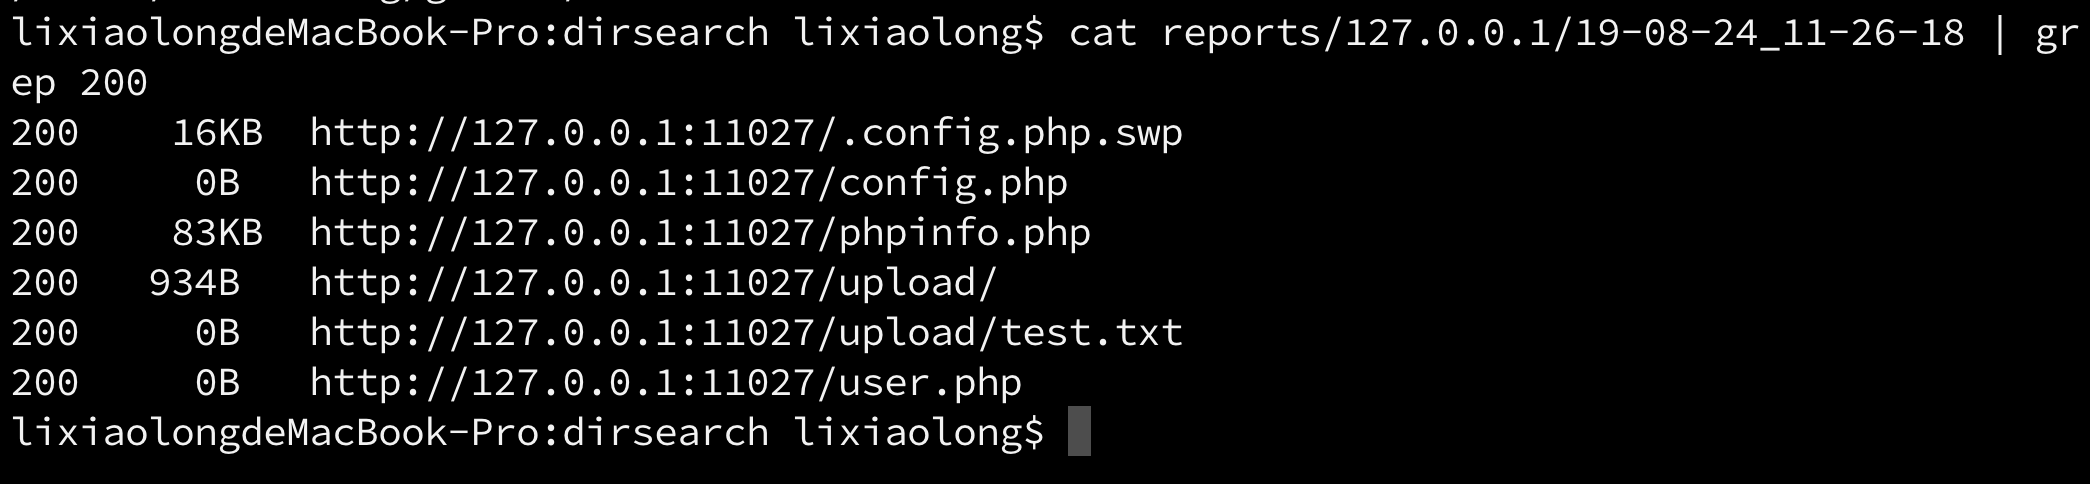 lixiaolongdeMacBook-Pro:dirsearch lixiaolong$ cat reports/127.0.0.1/19-08-24_11-26-18 | gr
ep 200
200    16KB  http://127.0.0.1:11027/.config.php.swp
200     0B   http://127.0.0.1:11027/config.php
200    83KB  http://127.0.0.1:11027/phpinfo.php
200   934B   http://127.0.0.1:11027/upload/
200     0B   http://127.0.0.1:11027/upload/test.txt
200     0B   http://127.0.0.1:11027/user.php
lixiaolongdeMacBook-Pro:dirsearch lixiaolong$